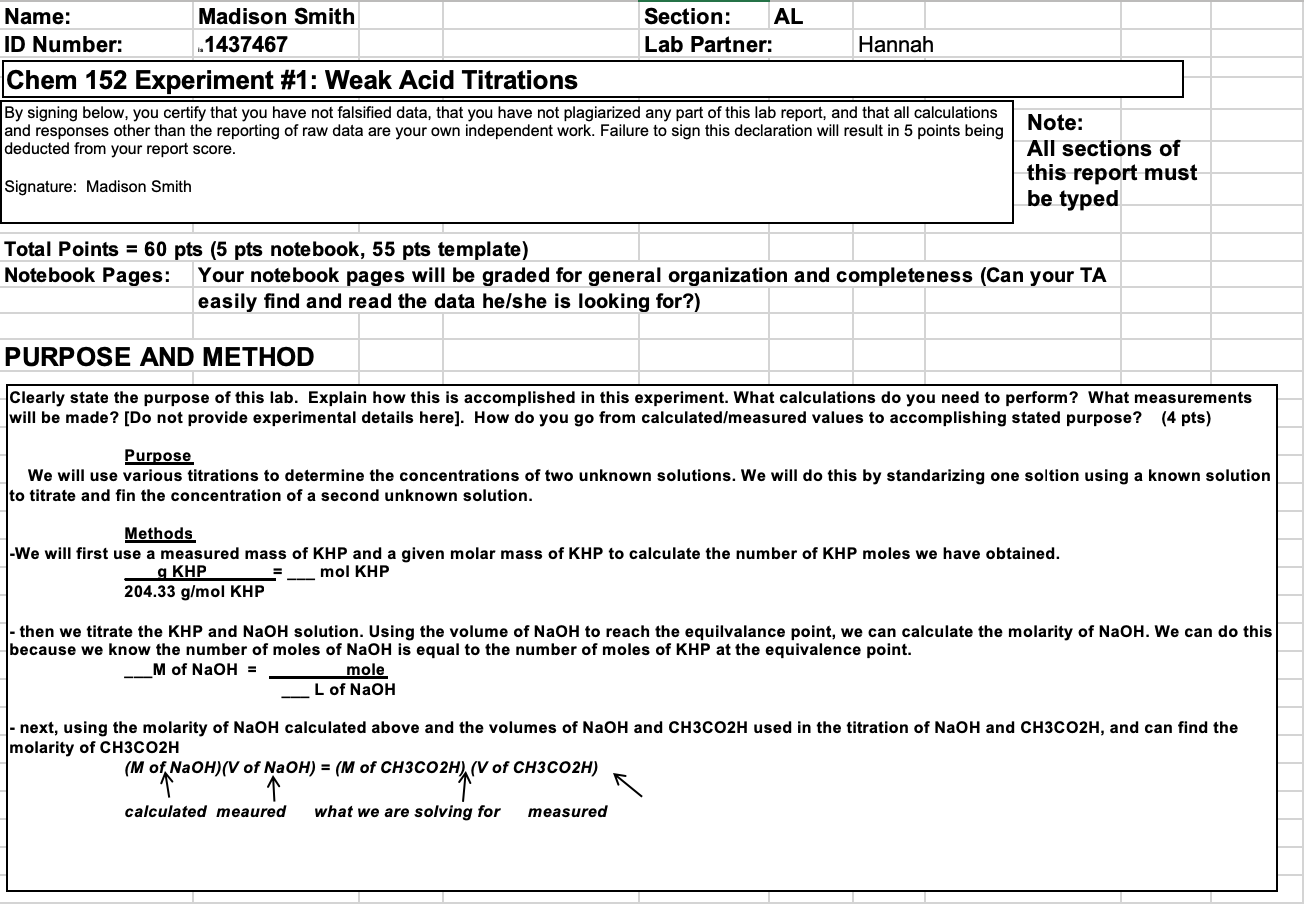 Name: Madison Smith Section: AL
ID Number: 1437467 Lab Partner: Hannah
Chem 152 Experiment #1: Weak Acid Titrations
By signing below, you certify that you have not falsified data, that you have not plagiarized any part of this lab report, and that all calculations
and responses other than the reporting of raw data are your own independent work. Failure to sign this declaration will result in 5 points being
deducted from your report score.
Signature: Madison Smith
Note:
All sections of
this report must
be typed
Total Points = 60 pts (5 pts notebook, 55 pts template)
Notebook Pages: Your notebook pages will be graded for general organization and completeness (Can your TA
easily find and read the data he/she is looking for?)
PURPOSE AND METHOD
Clearly state the purpose of this lab. Explain how this is accomplished in this experiment. What calculations do you need to perform? What measurements
will be made? [Do not provide experimental details here]. How do you go from calculated/measured values to accomplishing stated purpose? (4 pts)
Purpose
We will use various titrations to determine the concentrations of two unknown solutions. We will do this by standarizing one soltion using a known solution
to titrate and fin the concentration of a second unknown solution.
Methods
-We will first use a measured mass of KHP and a given molar mass of KHP to calculate the number of KHP moles we have obtained.
g KHP = ___ mol KHP
204.33 g/mol KHP
- then we titrate the KHP and NaOH solution. Using the volume of NaOH to reach the equilvalance point, we can calculate the molarity of NaOH. We can do this
because we know the number of moles of NaOH is equal to the number of moles of KHP at the equivalence point.
___M of NaOH = mole
___ L of NaOH
- next, using the molarity of NaOH calculated above and the volumes of NaOH and CH3CO2H used in the titration of NaOH and CH3CO2H, and can find the
molarity of CH3CO2H
(M of NaOH)(V of NaOH) = (M of CH3CO2H) (V of CH3CO2H)
calculated meaured what we are solving for measured